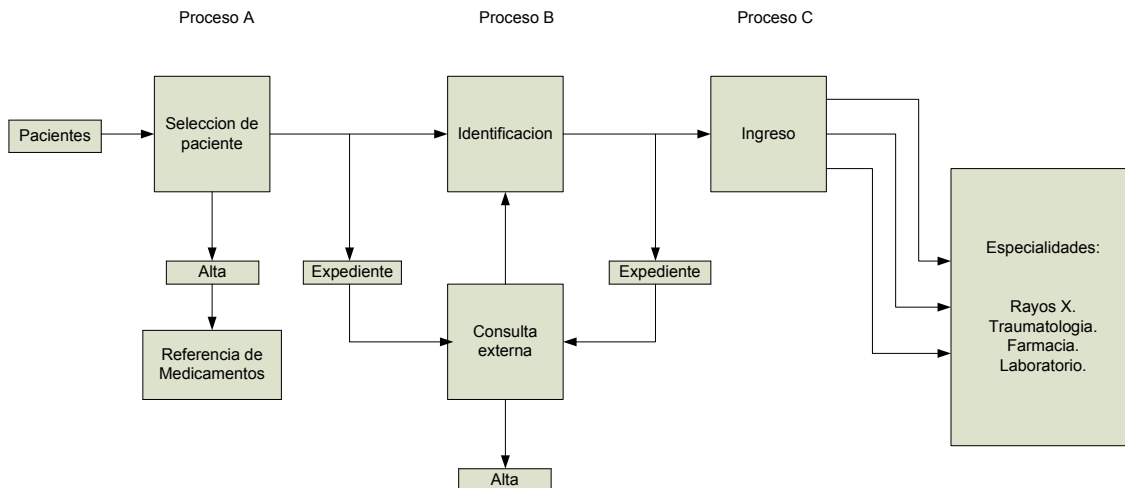 Proceso A
Proceso B
Proceso C
Pacientes
Seleccion de
paciente
Identificacion
Ingreso
Alta
Expediente
Expediente
Referencia de
Medicamentos
Consulta
externa
Alta
Especialidades:
Rayos X.
Traumatologia.
Farmacia.
Laboratorio.